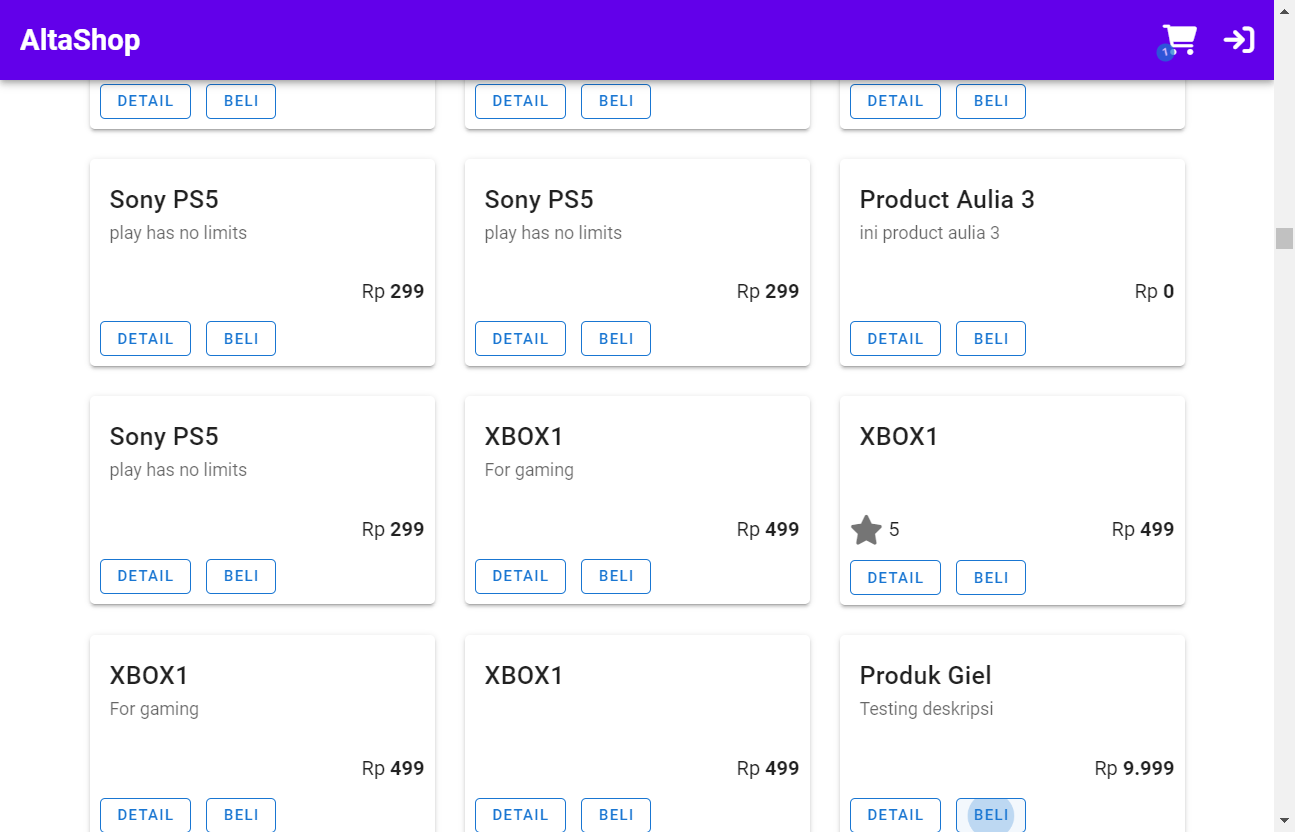 AltaShop
1
DETAIL BELI DETAIL BELI DETAIL BELI
Sony PS5
play has no limits
Rp 299
DETAIL BELI
Sony PS5
play has no limits
Rp 299
DETAIL BELI
Product Aulia 3
ini product aulia 3
Rp 0
DETAIL BELI
Sony PS5
play has no limits
Rp 299
DETAIL BELI
XBOX1
For gaming
Rp 499
DETAIL BELI
XBOX1
5 Rp 499
DETAIL BELI
XBOX1
For gaming
Rp 499
DETAIL BELI
XBOX1
Rp 499
DETAIL BELI
Produk Giel
Testing deskripsi
Rp 9.999
DETAIL BELI